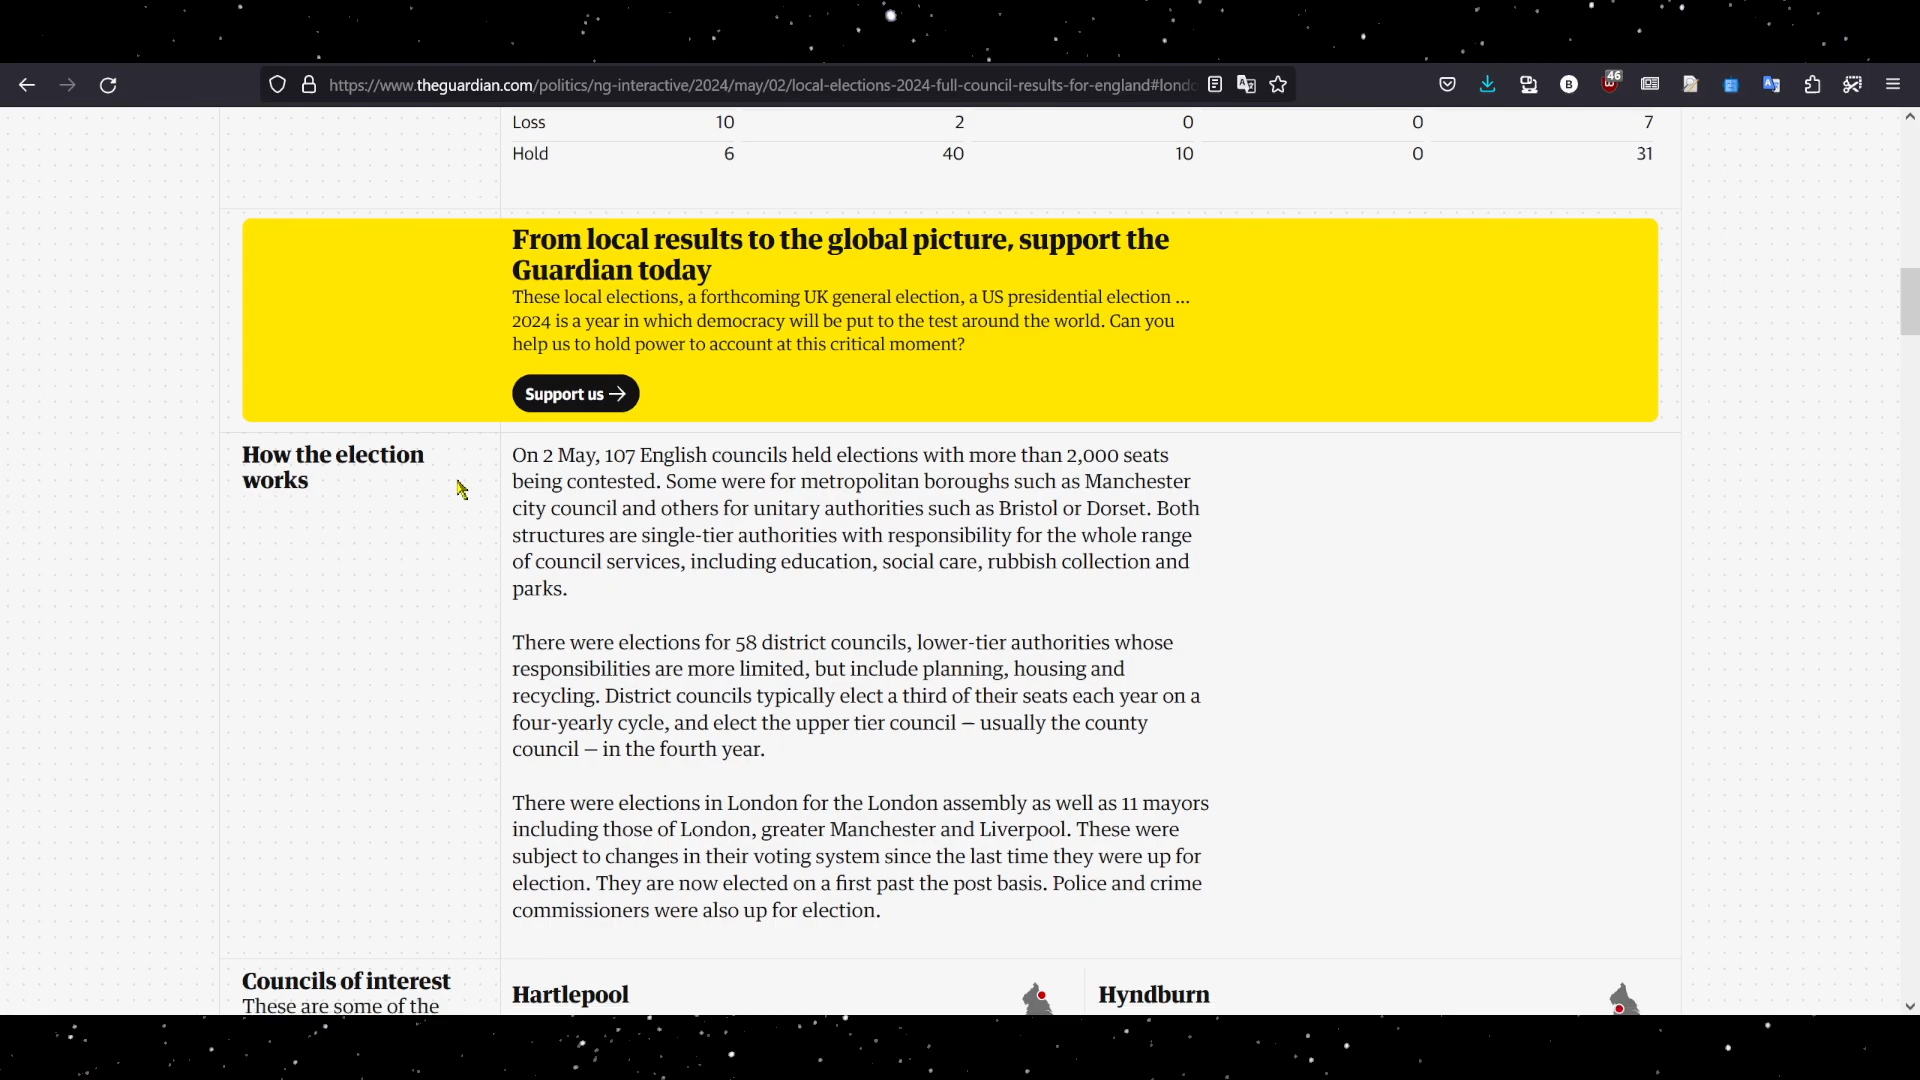 46
https://www.theguardian.com/politics/ng-interactive/2024/may/02/local-elections-2024-full-council-results-for-england#londo
Loss 10 2 0 0 7
Hold 6 40 10 0 31
From local results to the global picture, support the
Guardian today
These local elections, a forthcoming UK general election, a US presidential election ...
2024 is a year in which democracy will be put to the test around the world. Can you
help us to hold power to account at this critical moment?
Support us
How the election
works
On 2 May, 107 English councils held elections with more than 2,000 seats
being contested. Some were for metropolitan boroughs such as Manchester
city council and others for unitary authorities such as Bristol or Dorset. Both
structures are single-tier authorities with responsibility for the whole range
of council services, including education, social care, rubbish collection and
parks.
There were elections for 58 district councils, lower-tier authorities whose
responsibilities are more limited, but include planning, housing and
recycling. District councils typically elect a third of their seats each year on a
four-yearly cycle, and elect the upper tier council – usually the county
council – in the fourth year.
There were elections in London for the London assembly as well as 11 mayors
including those of London, greater Manchester and Liverpool. These were
subject to changes in their voting system since the last time they were up for
election. They are now elected on a first past the post basis. Police and crime
commissioners were also up for election.
Councils of interest
These are some of the
Hartlepool
Hyndburn